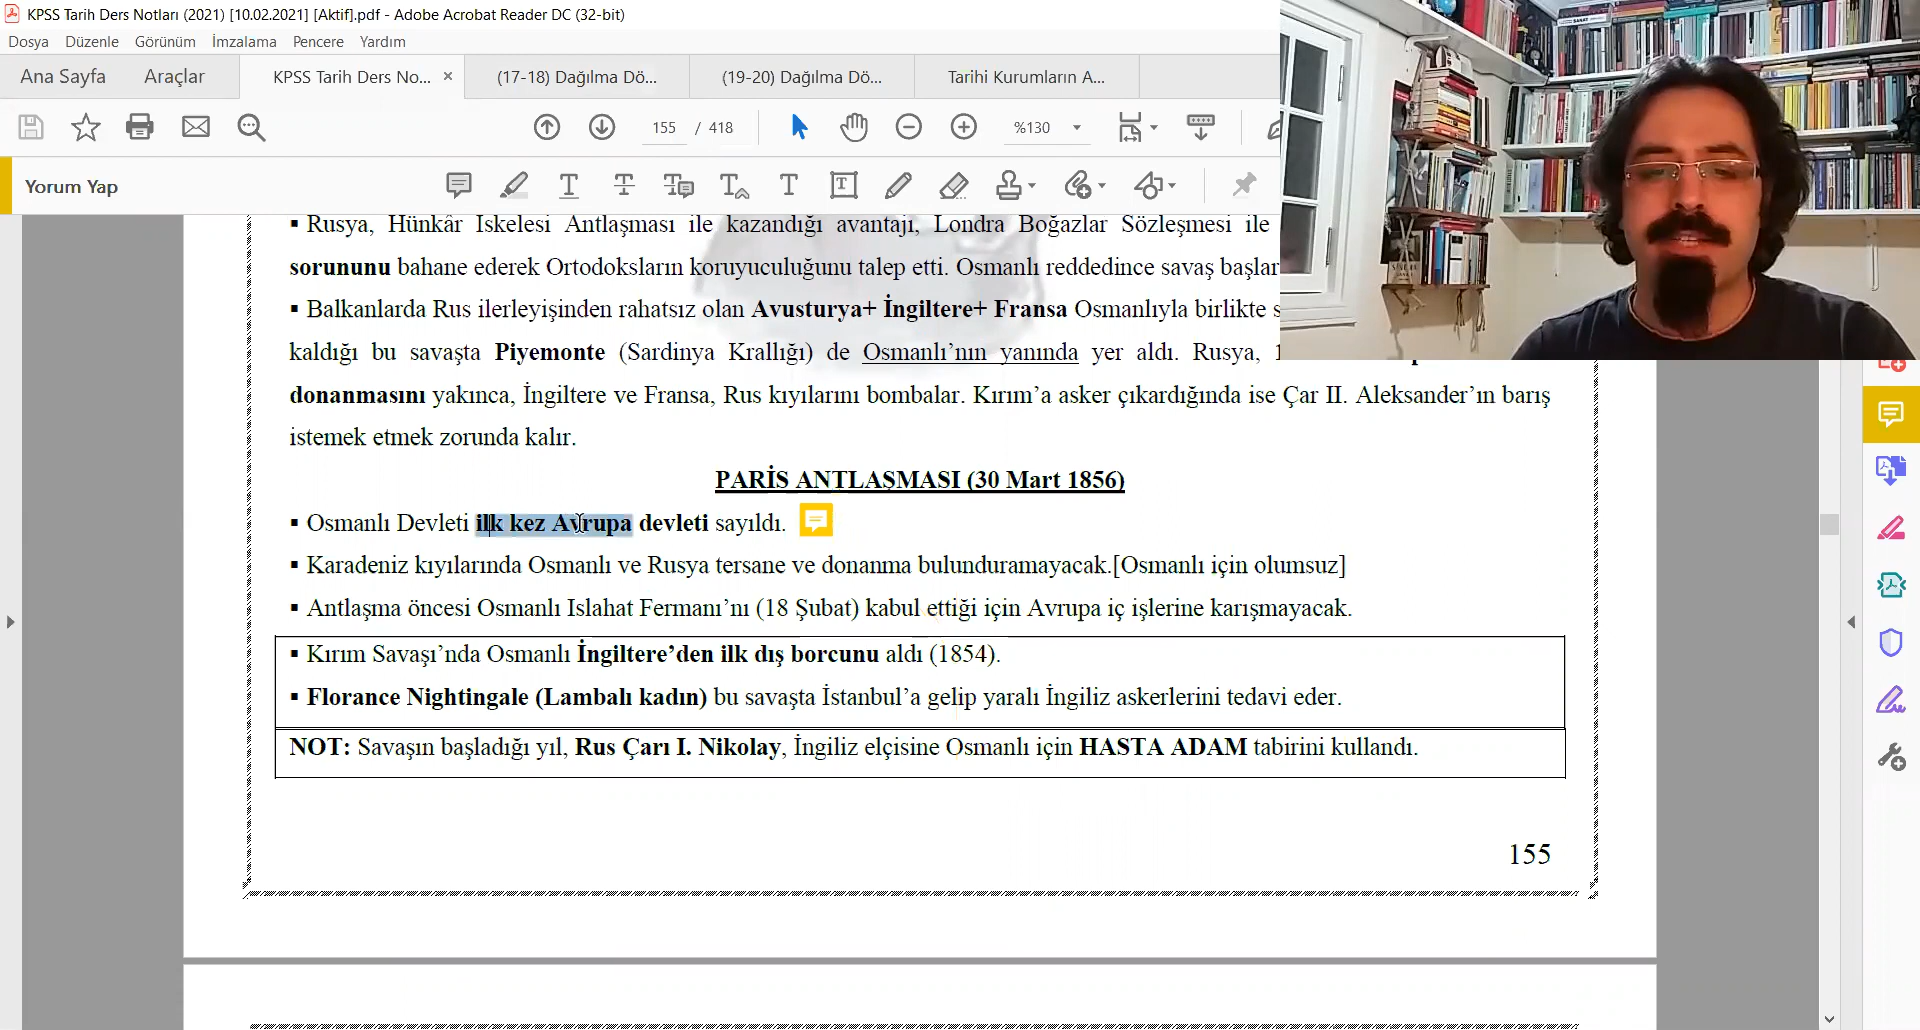 KPSS Tarih Ders Notları (2021) [10.02.2021] [Aktif].pdf - Adobe Acrobat Reader DC (32-bit)
Dosya Düzenle Görünüm İmzalama Pencere Yardım
Ana Sayfa Araçlar KPSS Tarih Ders No... × (17-18) Dağılma Dö... (19-20) Dağılma Dö... Tarihi Kurumların A...
155 / 418 %130
Yorum Yap
▪ Rusya, Hünkâr İskelesi Antlaşması ile kazandığı avantajı, Londra Boğazlar Sözleşmesi ile
sorununu bahane ederek Ortodoksların koruyuculuğunu talep etti. Osmanlı reddedince savaş başlar
▪ Balkanlarda Rus ilerleyişinden rahatsız olan Avusturya+ İngiltere+ Fransa Osmanlıyla birlikte s
kaldığı bu savaşta Piyemonte (Sardinya Krallığı) de Osmanlı’nın yanında yer aldı. Rusya, 1
donanmasını yakınca, İngiltere ve Fransa, Rus kıyılarını bombalar. Kırım’a asker çıkardığında ise Çar II. Aleksander’ın barış
istemek etmek zorunda kalır.
PARİS ANTLAŞMASI (30 Mart 1856)
▪ Osmanlı Devleti ilk kez Avrupa devleti sayıldı.
▪ Karadeniz kıyılarında Osmanlı ve Rusya tersane ve donanma bulunduramayacak.[Osmanlı için olumsuz]
▪ Antlaşma öncesi Osmanlı Islahat Fermanı’nı (18 Şubat) kabul ettiği için Avrupa iç işlerine karışmayacak.
▪ Kırım Savaşı’nda Osmanlı İngiltere’den ilk dış borcunu aldı (1854).
▪ Florance Nightingale (Lambalı kadın) bu savaşta İstanbul’a gelip yaralı İngiliz askerlerini tedavi eder.
NOT: Savaşın başladığı yıl, Rus Çarı I. Nikolay, İngiliz elçisine Osmanlı için HASTA ADAM tabirini kullandı.
155